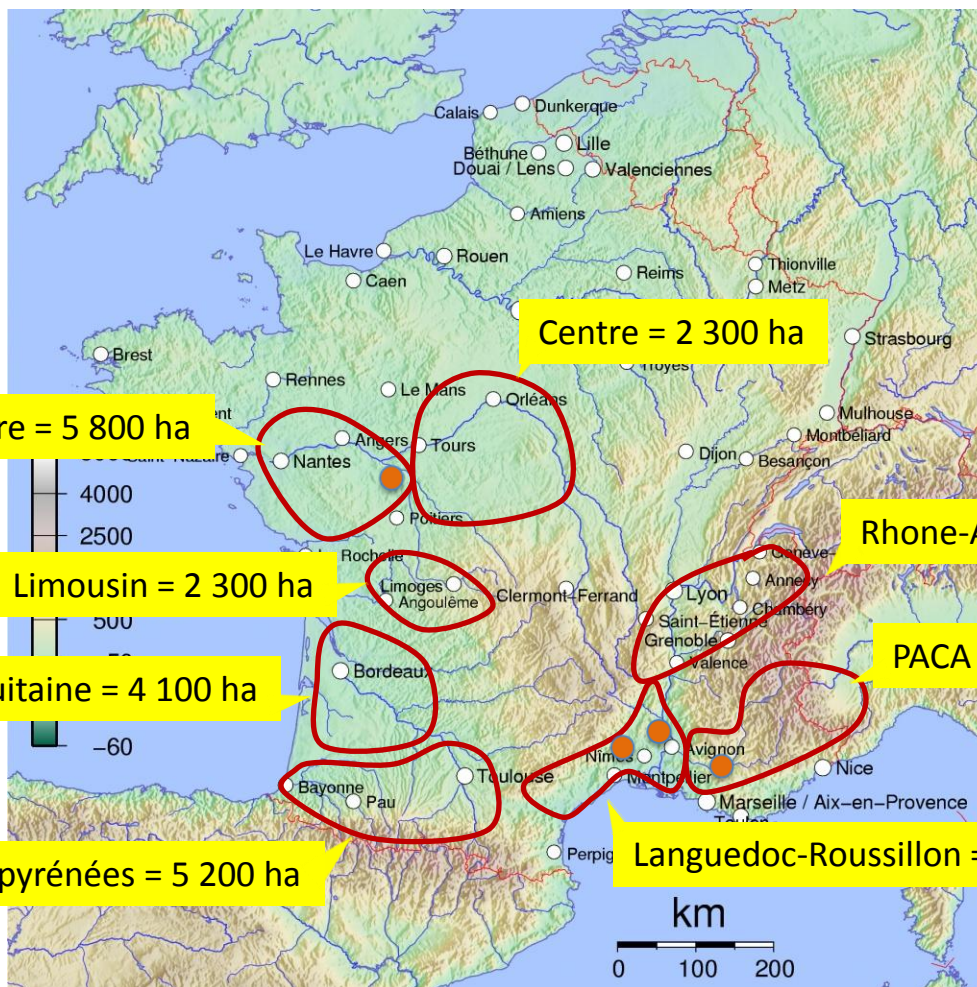 Calais
Dunkerque
Lille
Béthune
Douai / Lens
Valenciennes
Amiens
Le Havre
Rouen
Caen
Reims
Thionville
Metz
Centre = 2 300 ha
Strasbourg
Brest
Rennes
Le Mans
Orléans
Mulhouse
re = 5 800 ha
Angers
Tours
Montbéliard
Nantes
Dijon
Besançon
4000
2500
Poitiers
Rhone-A
Limousin = 2 300 ha
Limoges
Angoulême
Clermont-Ferrand
Lyon
Annecy
Chambéry
Saint-Étienne
Grenoble
Valence
500
PACA
Bordeaux
uitaine = 4 100 ha
-60
Nîmes
Avignon
Montpellier
Nice
Bayonne
Pau
Toulouse
Marseille / Aix-en-Provence
pyrénées = 5 200 ha
Perpig
Languedoc-Roussillon =
km
0 100 200